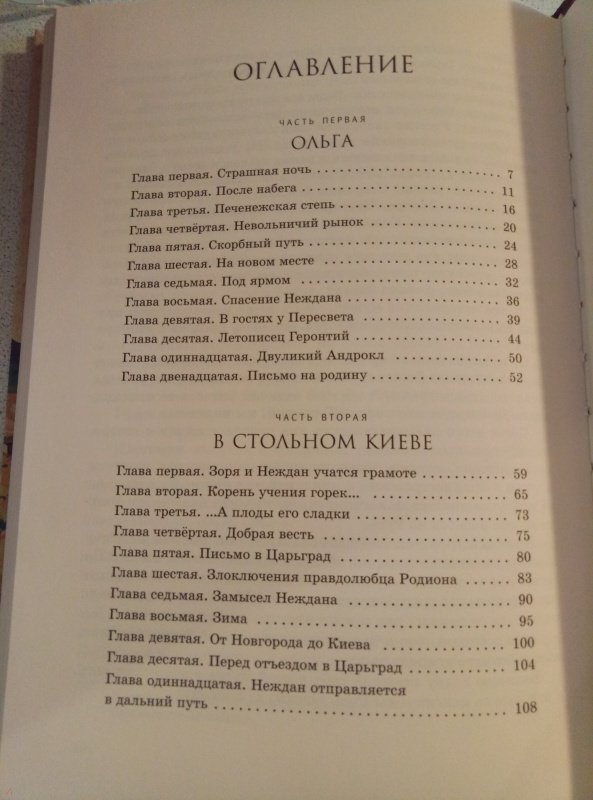 ОГЛАВЛЕНИЕ
ЧАСТЬ ПЕРВАЯ
ОЛЬГА
Глава первая. Страшная ночь . . . . . . . . . . . . . . . . . . . . . 7
Глава вторая. После набега . . . . . . . . . . . . . . . . . . . . . 11
Глава третья. Печенежская степь . . . . . . . . . . . . . . . . . 16
Глава четвёртая. Невольничий рынок . . . . . . . . . . . . . . 20
Глава пятая. Скорбный путь . . . . . . . . . . . . . . . . . . . . . 24
Глава шестая. На новом месте . . . . . . . . . . . . . . . . . . . 28
Глава седьмая. Под ярмом . . . . . . . . . . . . . . . . . . . . . . 32
Глава восьмая. Спасение Неждана . . . . . . . . . . . . . . . . 36
Глава девятая. В гостях у Пересвета . . . . . . . . . . . . . . . 39
Глава десятая. Летописец Геронтий . . . . . . . . . . . . . . . 44
Глава одиннадцатая. Двуликий Андрокл . . . . . . . . . . . . 50
Глава двенадцатая. Письмо на родину . . . . . . . . . . . . . . 52
ЧАСТЬ ВТОРАЯ
В СТОЛЬНОМ КИЕВЕ
Глава первая. Зоря и Неждан учатся грамоте . . . . . . . . . . . 59
Глава вторая. Корень учения горек... . . . . . . . . . . . . . . . . 65
Глава третья. ...А плоды его сладки . . . . . . . . . . . . . . . . . 73
Глава четвёртая. Добрая весть . . . . . . . . . . . . . . . . . . . . . 75
Глава пятая. Письмо в Царьград . . . . . . . . . . . . . . . . . . . 80
Глава шестая. Злоключения правдолюбца Родиона . . . . . . 83
Глава седьмая. Замысел Неждана . . . . . . . . . . . . . . . . . . 90
Глава восьмая. Зима . . . . . . . . . . . . . . . . . . . . . . . . . . . . 95
Глава девятая. От Новгорода до Киева . . . . . . . . . . . . . . . 100
Глава десятая. Перед отъездом в Царьград . . . . . . . . . . . . 104
Глава одиннадцатая. Неждан отправляется
в дальний путь . . . . . . . . . . . . . . . . . . . . . . . . . . . . . . . . 108